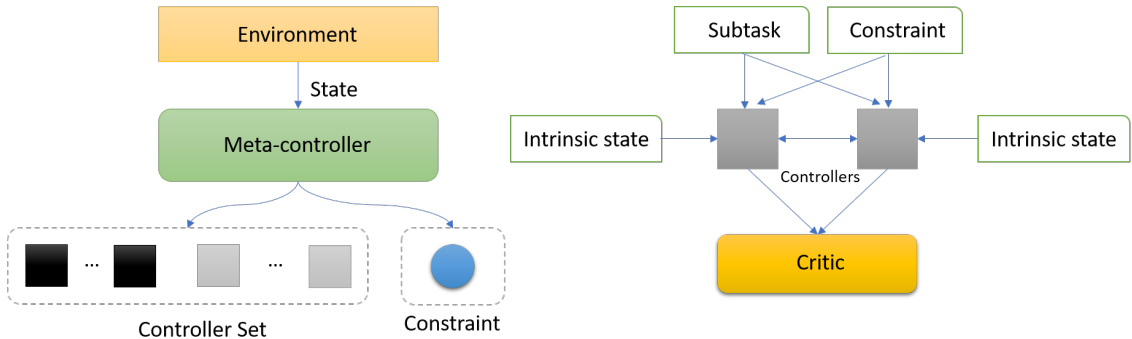 Environment
State
Meta-controller
...
...
Controller Set
Constraint
Subtask
Constraint
Intrinsic state
Intrinsic state
Controllers
Critic